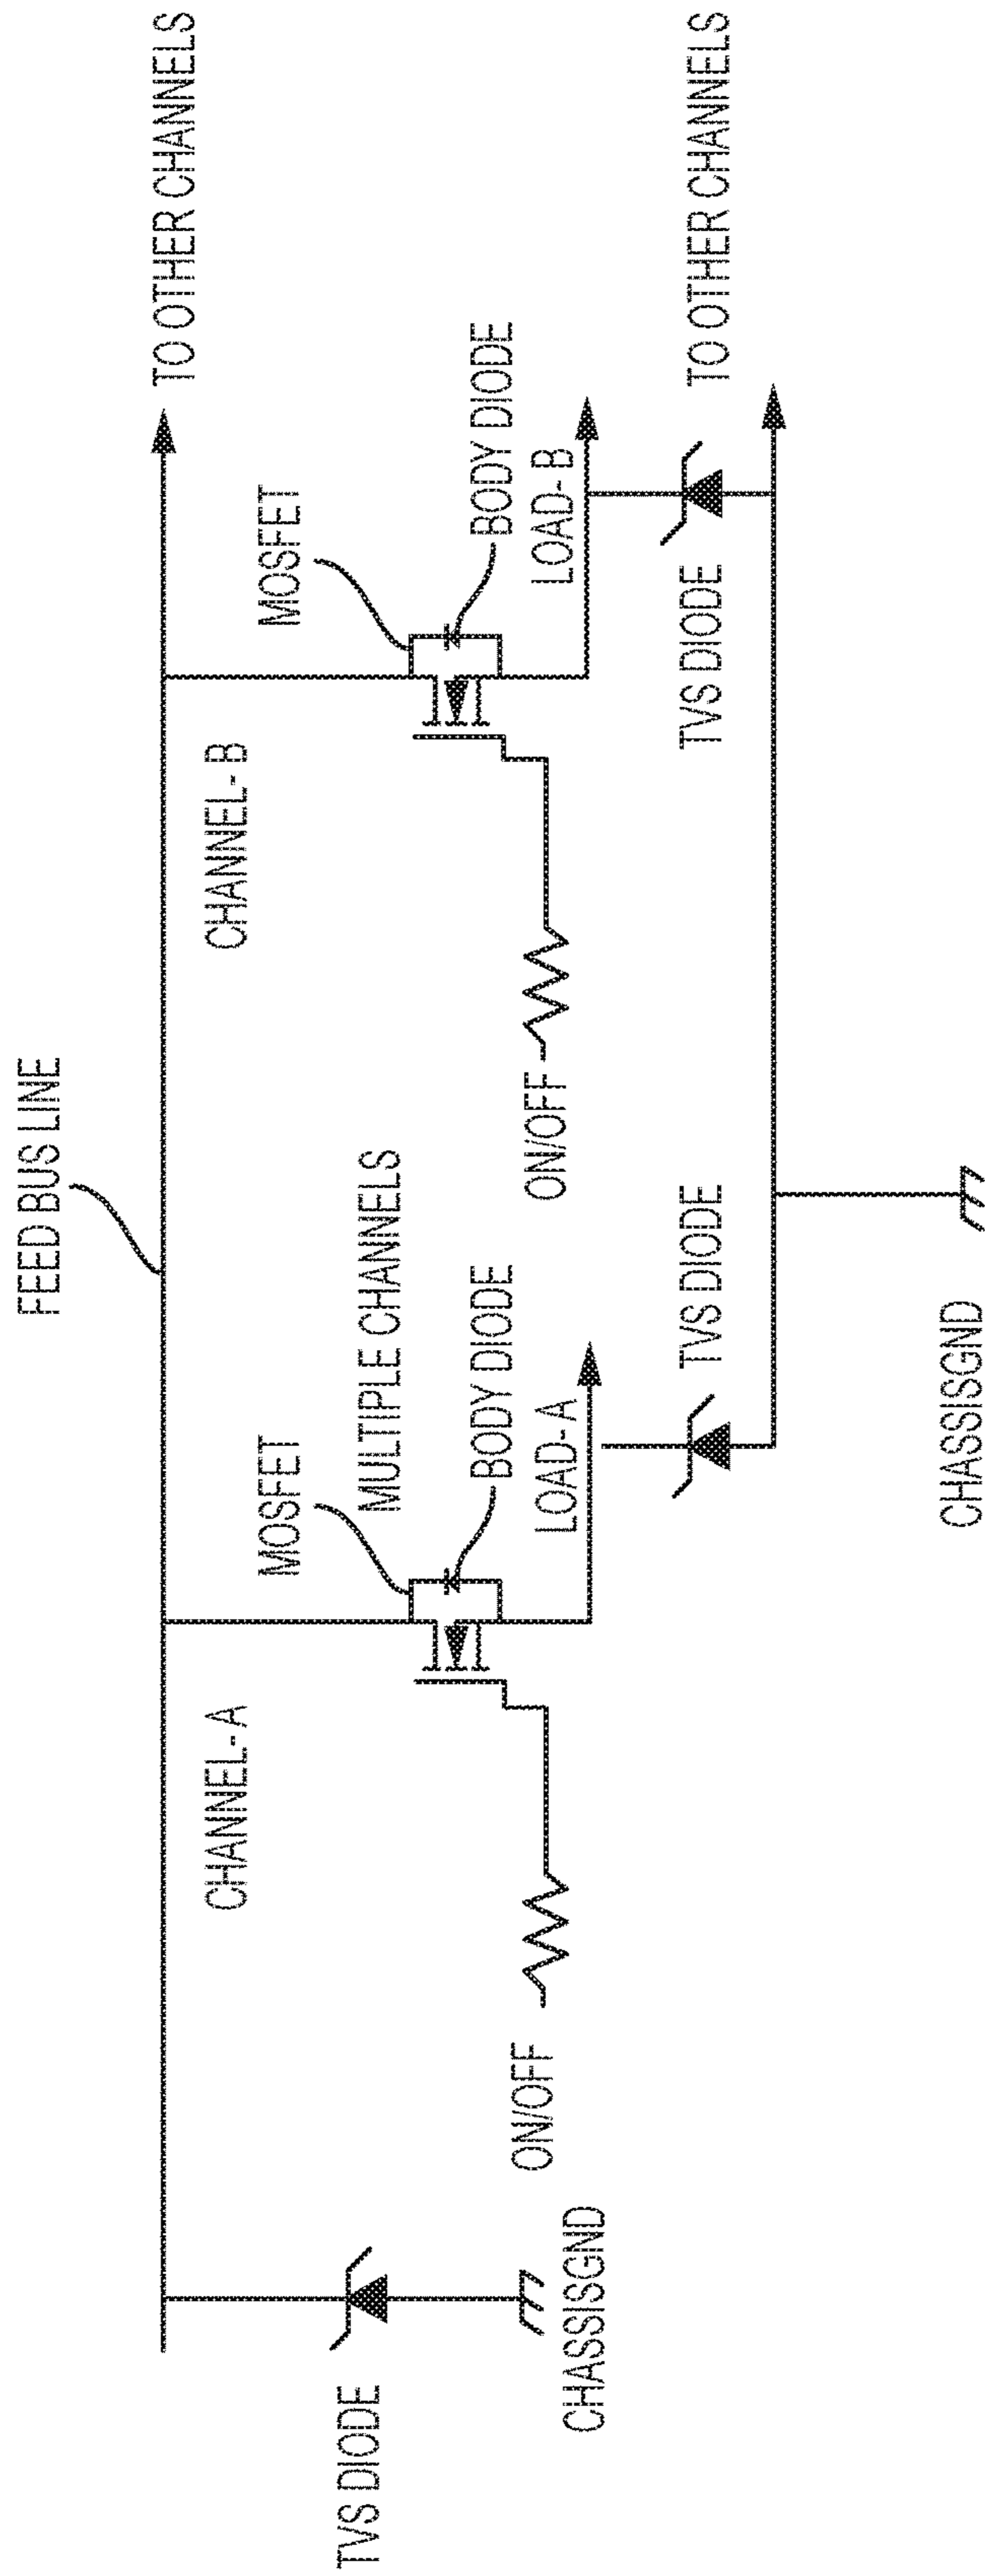 FEED BUS LINE
TO OTHER CHANNELS
CHANNEL-A
CHANNEL-B
MOSFET
MOSFET
TVS DIODE
MULTIPLE CHANNELS
BODY DIODE
BODY DIODE
ON/OFF
LOAD-A
ON/OFF
LOAD-B
CHASSISGND
TVS DIODE
TVS DIODE
TO OTHER CHANNELS
CHASSISGND